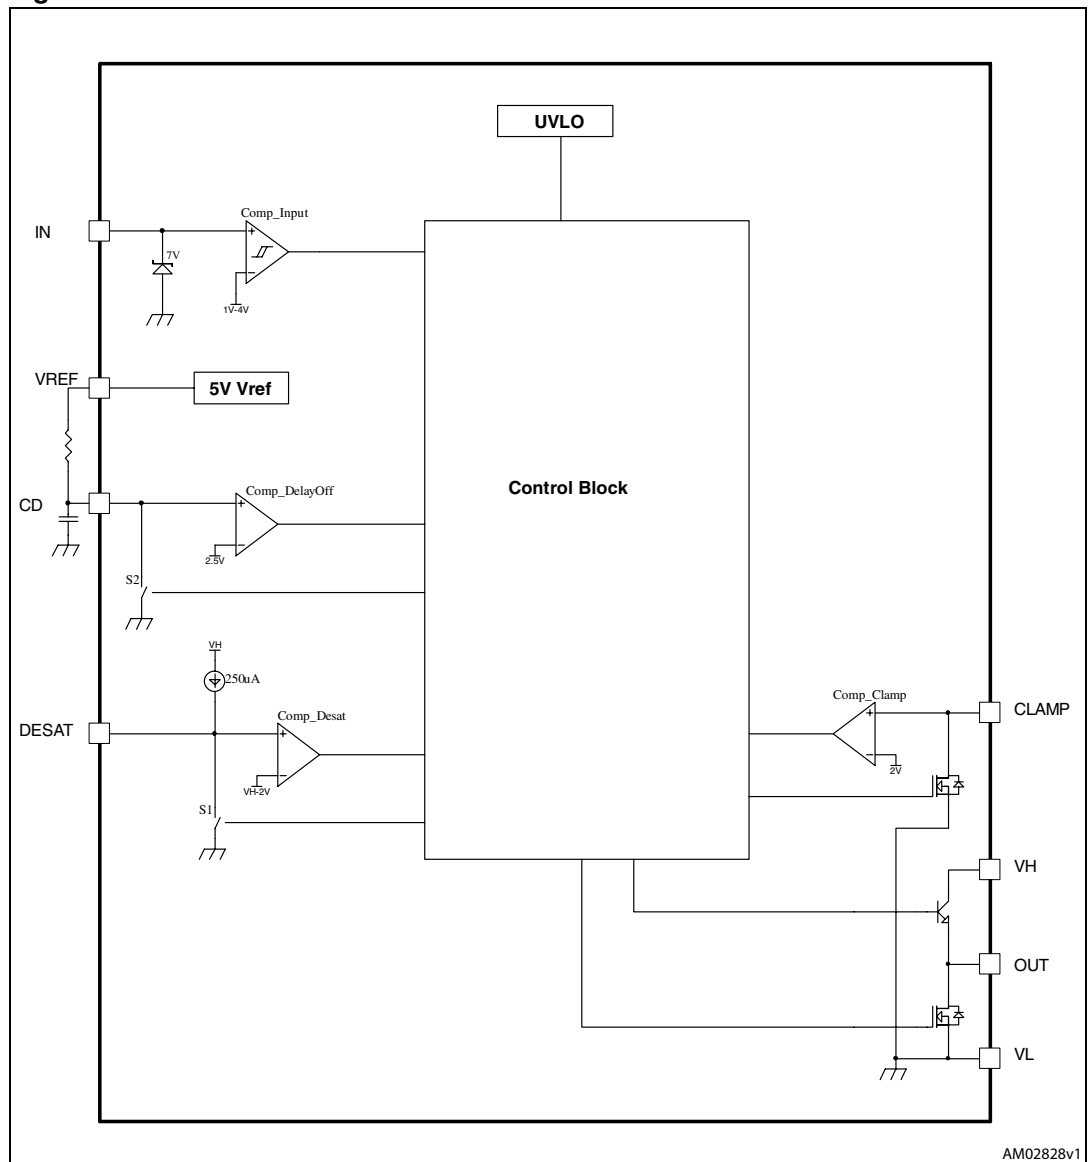 UVLO
Comp_Input
IN
+
7V
−
1V-4V
VREF
5V Vref
Comp_DelayOff
CD
+
Control Block
−
2.5V
S2
VH
250uA
Comp_Desat
Comp_Clamp
DESAT
+
+
CLAMP
−
−
VH-2V
2V
S1
VH
OUT
VL
AM02828v1